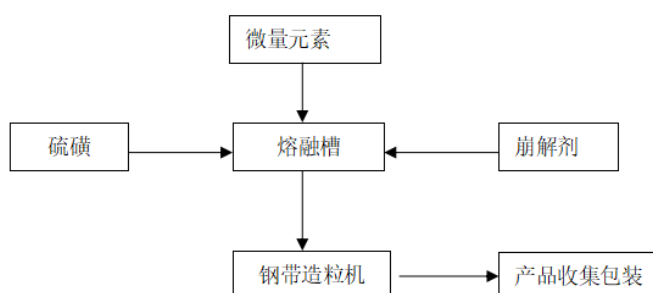 微量元素
硫磺
熔融槽
崩解剂
钢带造粒机
产品收集包装